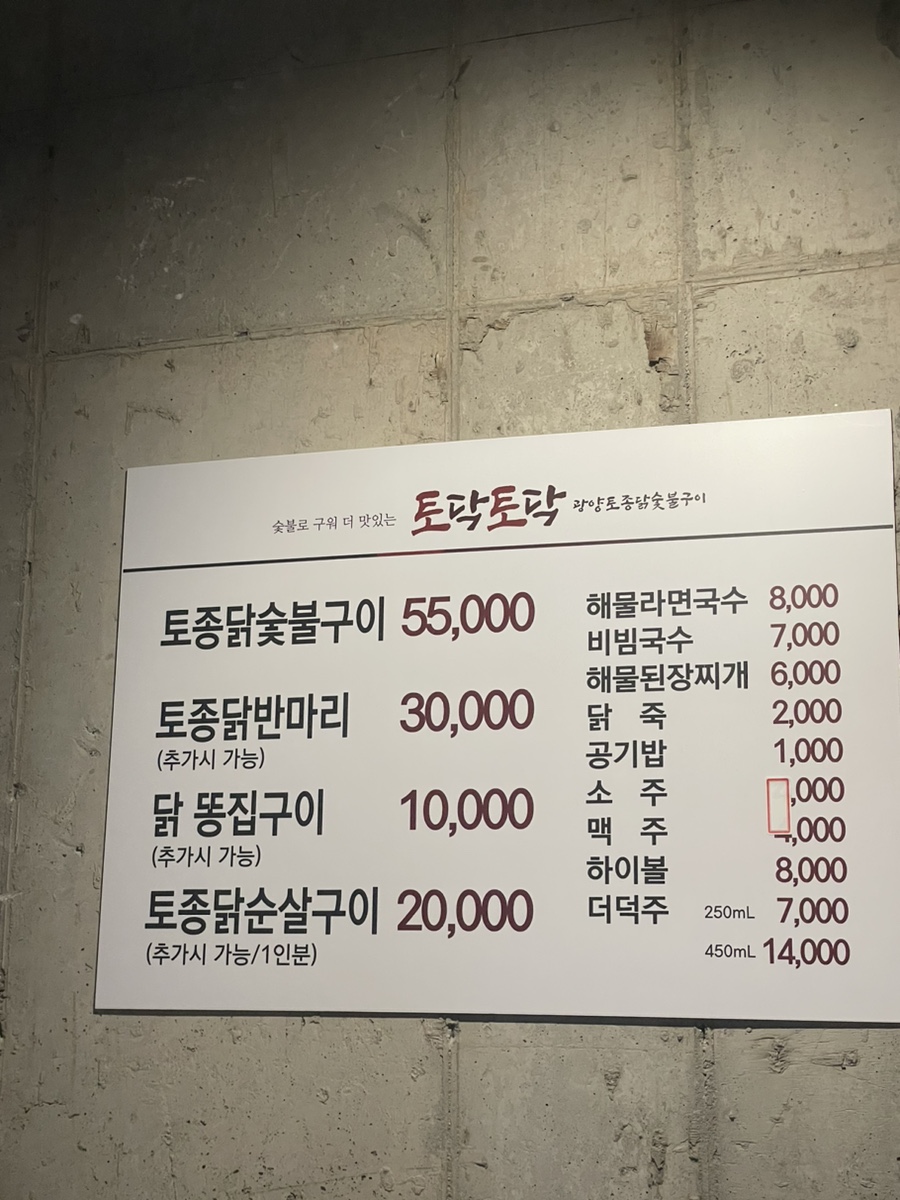 숯불로 구워 더 맛있는 토닥토닥 광양토종닭숯불구이
토종닭숯불구이 55,000
토종닭반마리 30,000
(추가시 가능)
닭 똥집구이 10,000
(추가시 가능)
토종닭순살구이 20,000
(추가시 가능/1인분)
해물라면국수 8,000
비빔국수 7,000
해물된장찌개 6,000
닭 죽 2,000
공기밥 1,000
소 주
맥 주
하이볼 8,000
더덕주 250mL 7,000
450mL 14,000